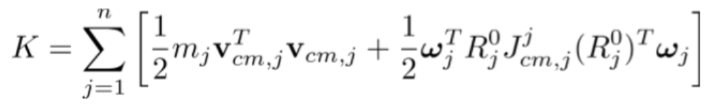 K = \sum_{j=1}^{n} \left[ \frac{1}{2} m_j \mathbf{v}_{cm,j}^T \mathbf{v}_{cm,j} + \frac{1}{2} \boldsymbol{\omega}_j^T R_j^0 J_{cm,j}^j (R_j^0)^T \boldsymbol{\omega}_j \right]